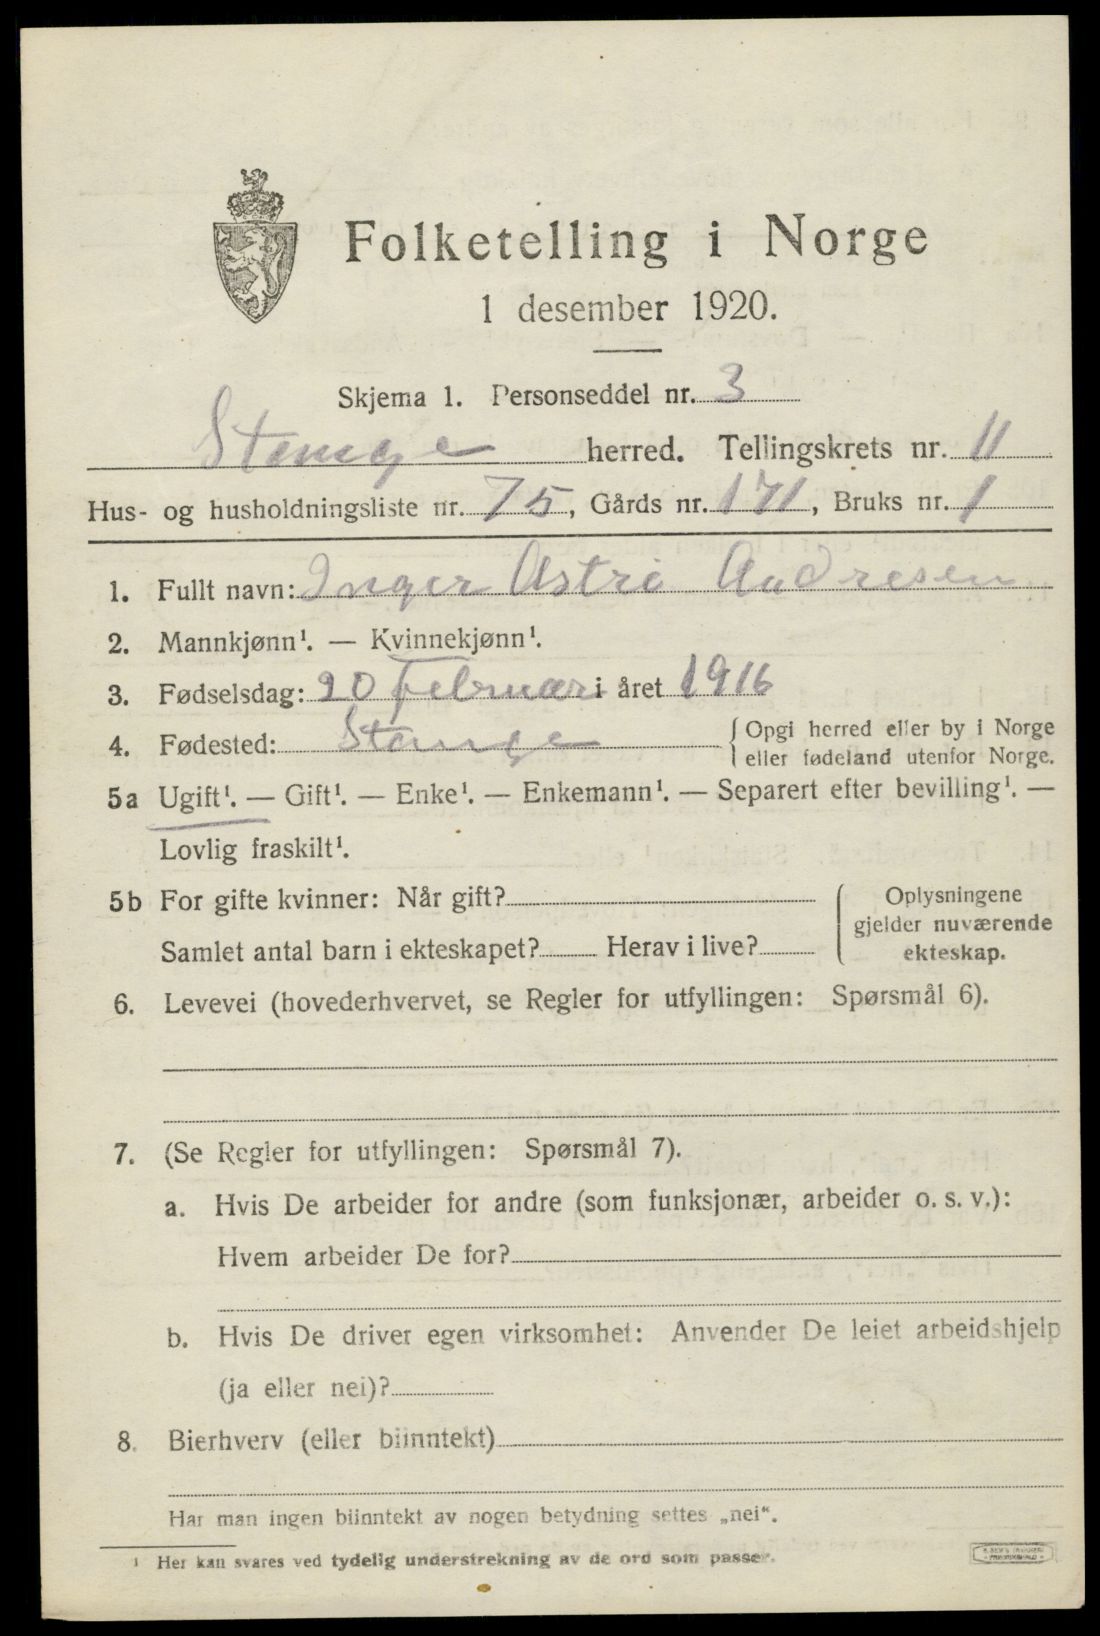 Folketelling i Norge
1 desember 1920.
Skjema 1. Personseddel nr. 3
Stange herred. Tellingskrets nr. 11
Hus- og husholdningsliste nr. 75, Gårds nr. 171, Bruks nr. 1
1. Fullt navn: Inger Astri Andresen
2. Mannkjønn¹. — Kvinnekjønn¹.
3. Fødselsdag: 20 Februar i året 1916
4. Fødested: Stange { Opgi herred eller by i Norge
eller fødeland utenfor Norge.
5a Ugift¹. — Gift¹. — Enke¹. — Enkemann¹. — Separert efter bevilling¹. —
Lovlig fraskilt¹.
5b For gifte kvinner: Når gift?
Samlet antal barn i ekteskapet? Herav i live?
Oplysningene
gjelder nuværende
ekteskap.
6. Levevei (hovederhvervet, se Regler for utfyllingen: Spørsmål 6).
7. (Se Regler for utfyllingen: Spørsmål 7).
a. Hvis De arbeider for andre (som funksjonær, arbeider o. s. v.):
Hvem arbeider De for?
b. Hvis De driver egen virksomhet: Anvender De leiet arbeidshjelp
(ja eller nei)?
8. Bierhverv (eller biinntekt)
Har man ingen biinntekt av nogen betydning settes „nei“.
¹ Her kan svares ved tydelig understrekning av de ord som passer.